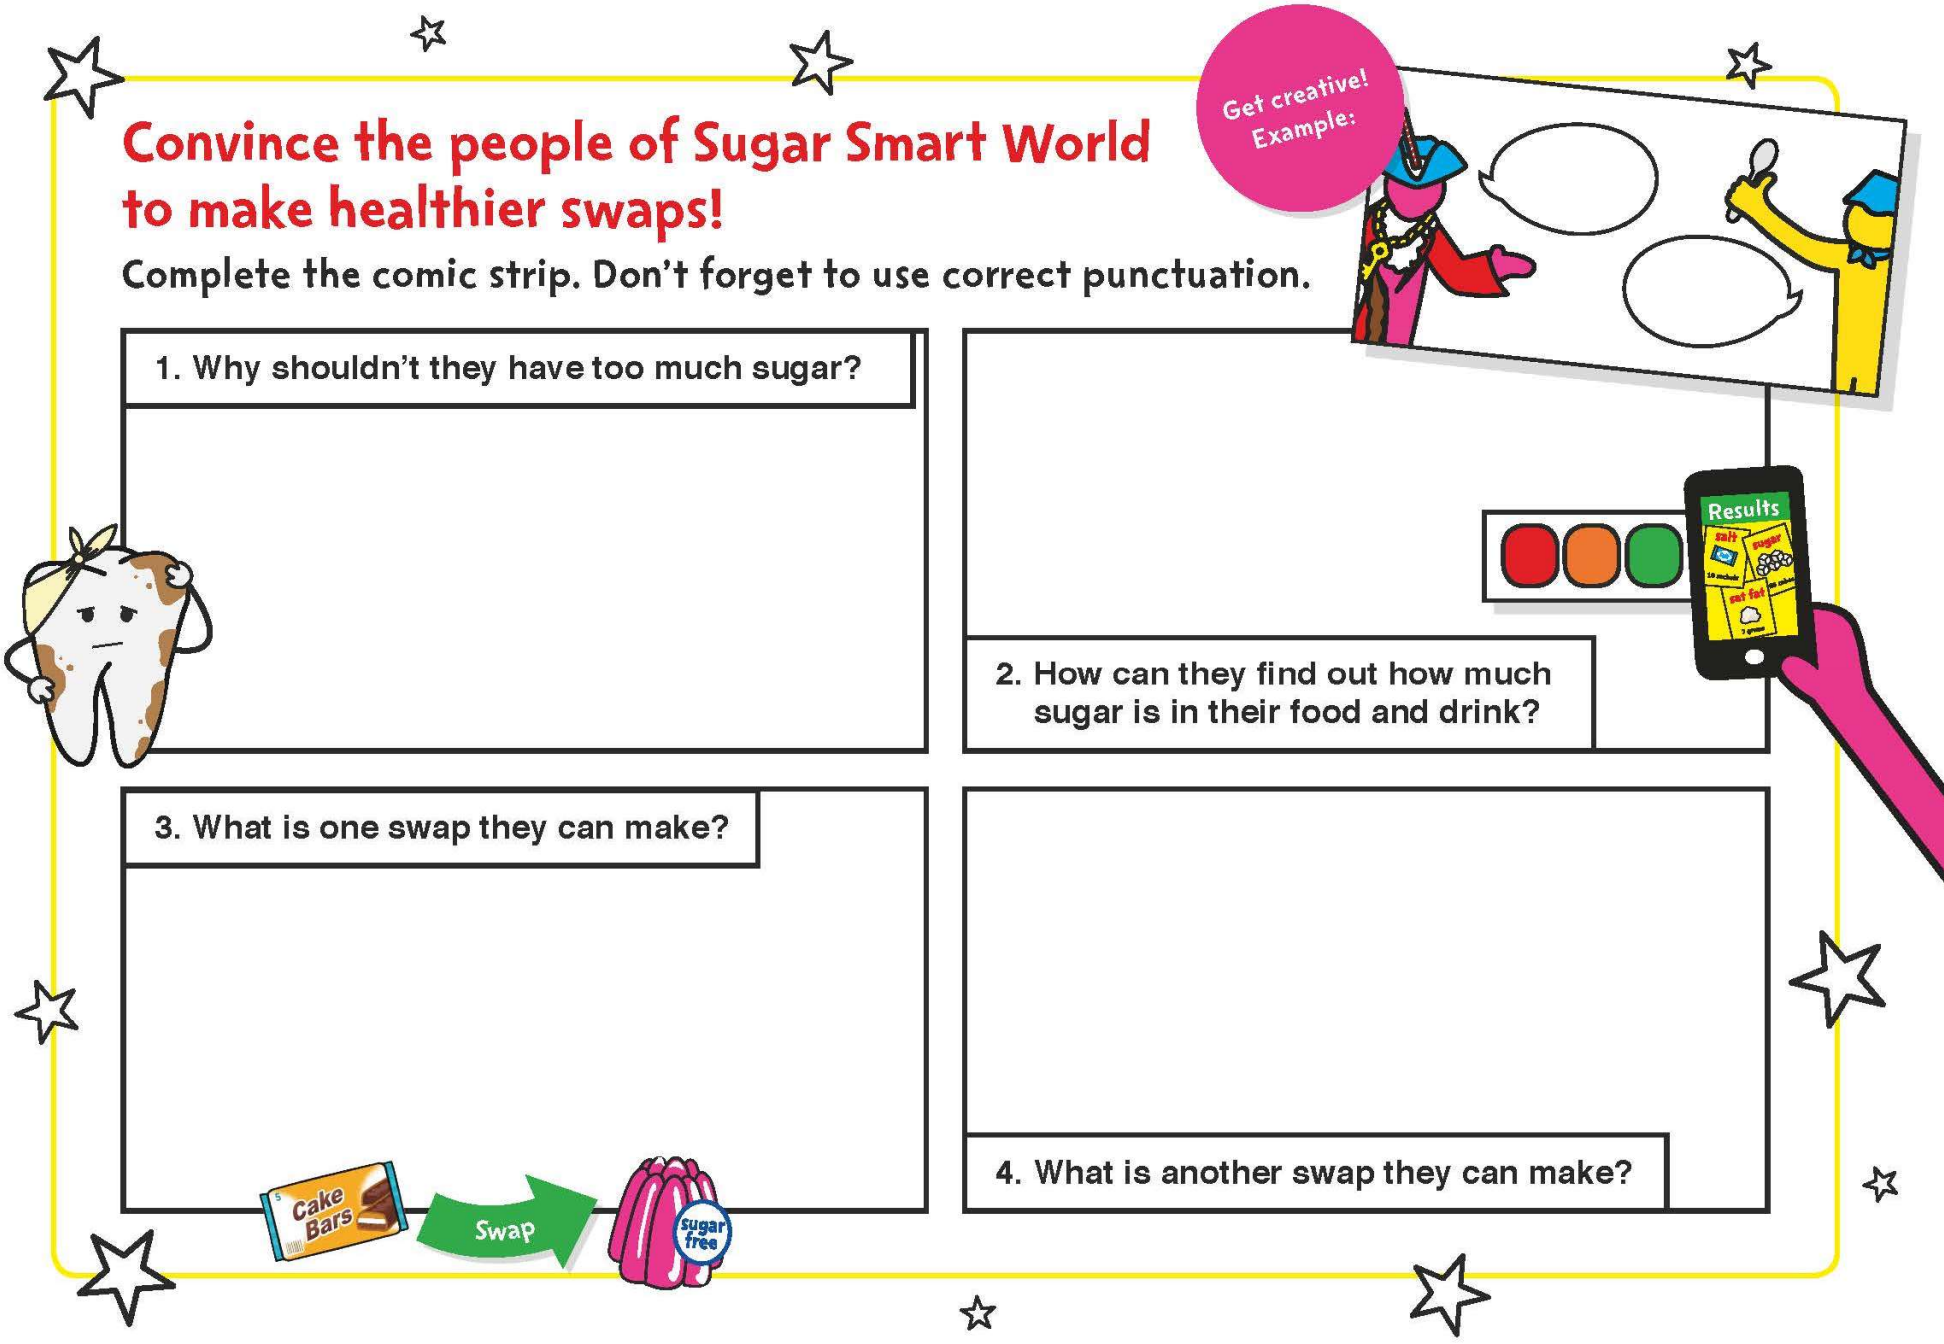 Get creative!
Example:
Convince the people of Sugar Smart World
to make healthier swaps!
Complete the comic strip. Don't forget to use correct punctuation.
1. Why shouldn't they have too much sugar?
Results
salt
sugar
sat fat
2. How can they find out how much
sugar is in their food and drink?
3. What is one swap they can make?
4. What is another swap they can make?
5
Cake
Bars
Swap
sugar
free